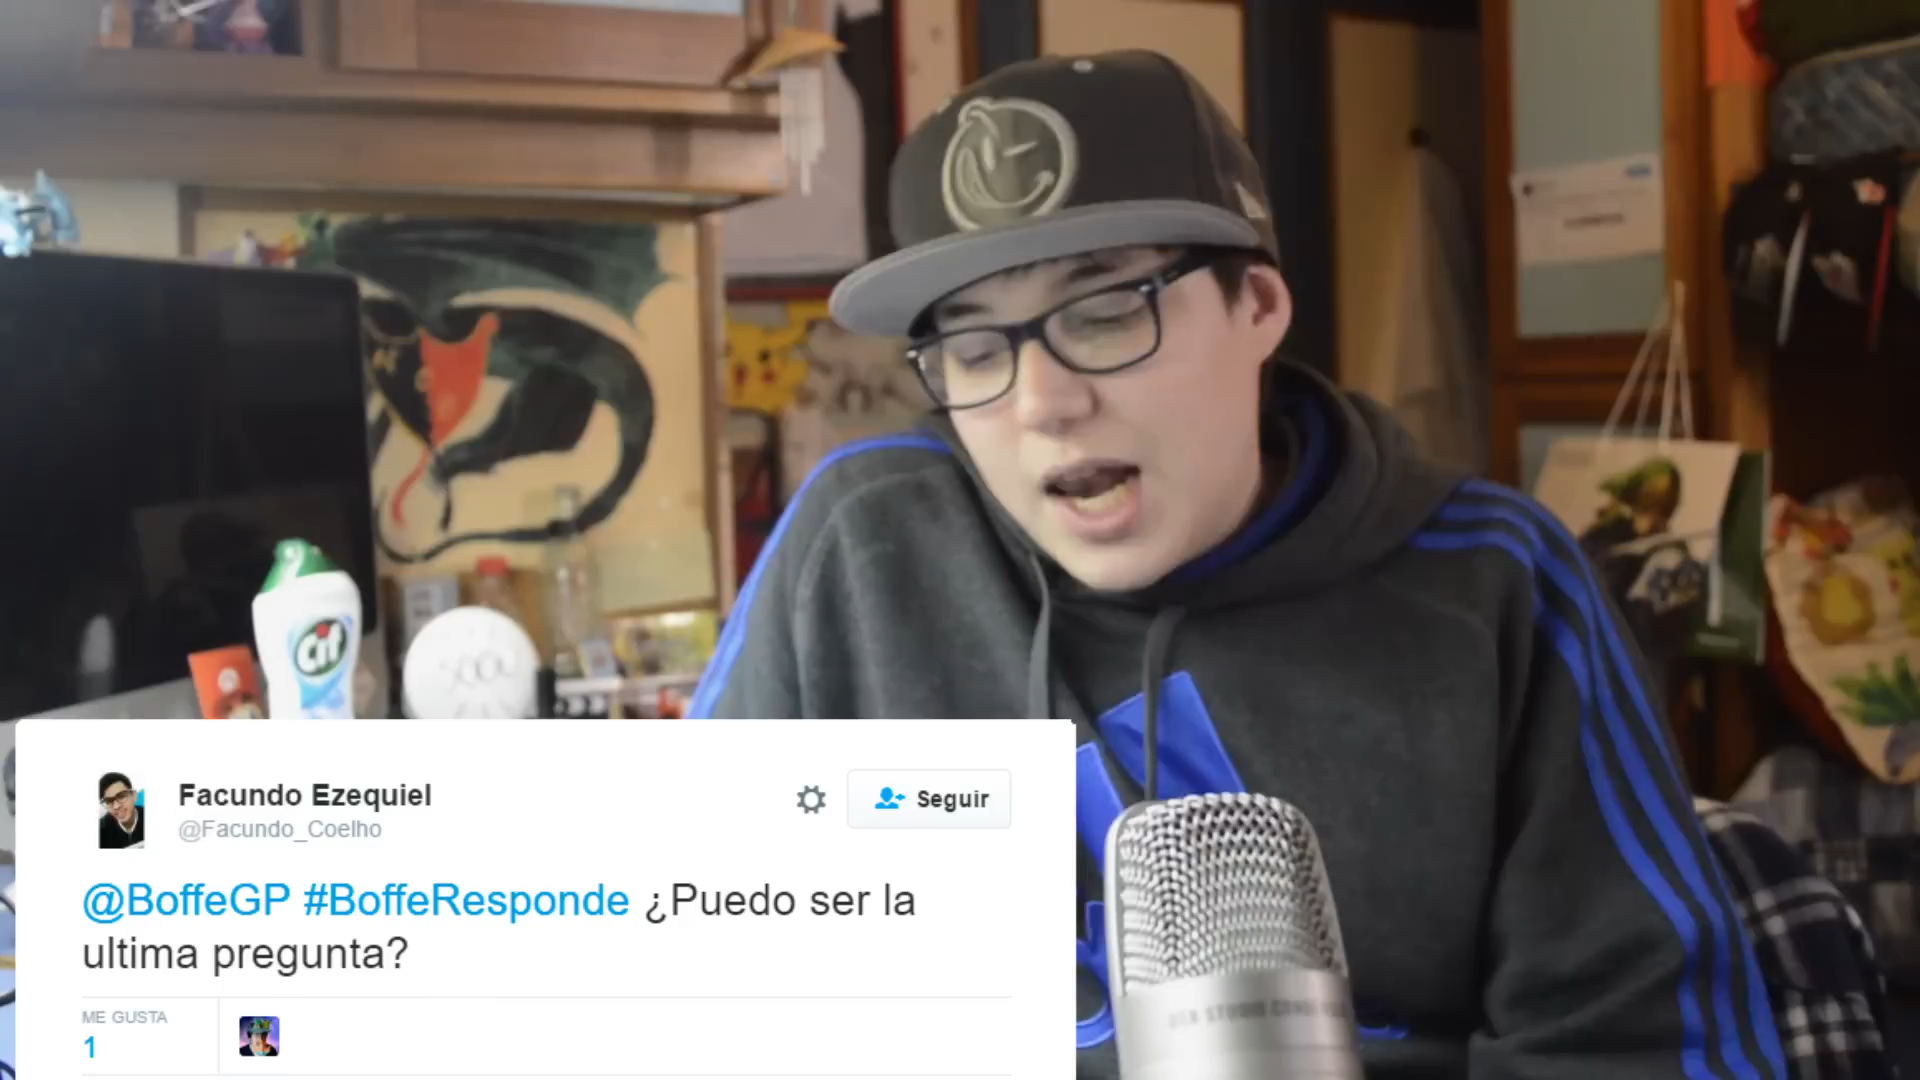 Cif
Facundo Ezequiel
@Facundo_Coelho
Seguir
@BoffeGP #BoffeResponde ¿Puedo ser la
ultima pregunta?
ME GUSTA
1